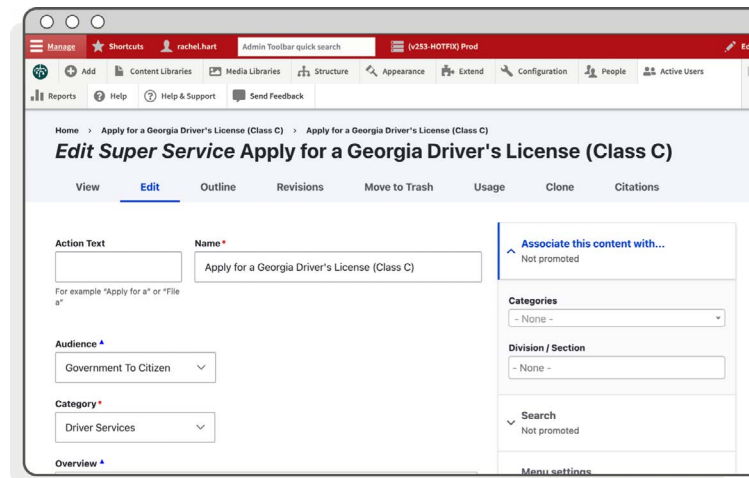 Manage Shortcuts rachel.hart Admin Toolbar quick search (v253-HOTFIX) Prod Ed
Add Content Libraries Media Libraries Structure Appearance Extend Configuration People Active Users
Reports Help Help & Support Send Feedback
Home › Apply for a Georgia Driver's License (Class C) › Apply for a Georgia Driver's License (Class C)
Edit Super Service Apply for a Georgia Driver's License (Class C)
View Edit Outline Revisions Move to Trash Usage Clone Citations
Action Text
For example "Apply for a" or "File
a"
Name*
Apply for a Georgia Driver's License (Class C)
Audience
Government To Citizen
Category*
Driver Services
Overview
Associate this content with...
Not promoted
Categories
- None -
Division / Section
- None -
Search
Not promoted
Menu settings